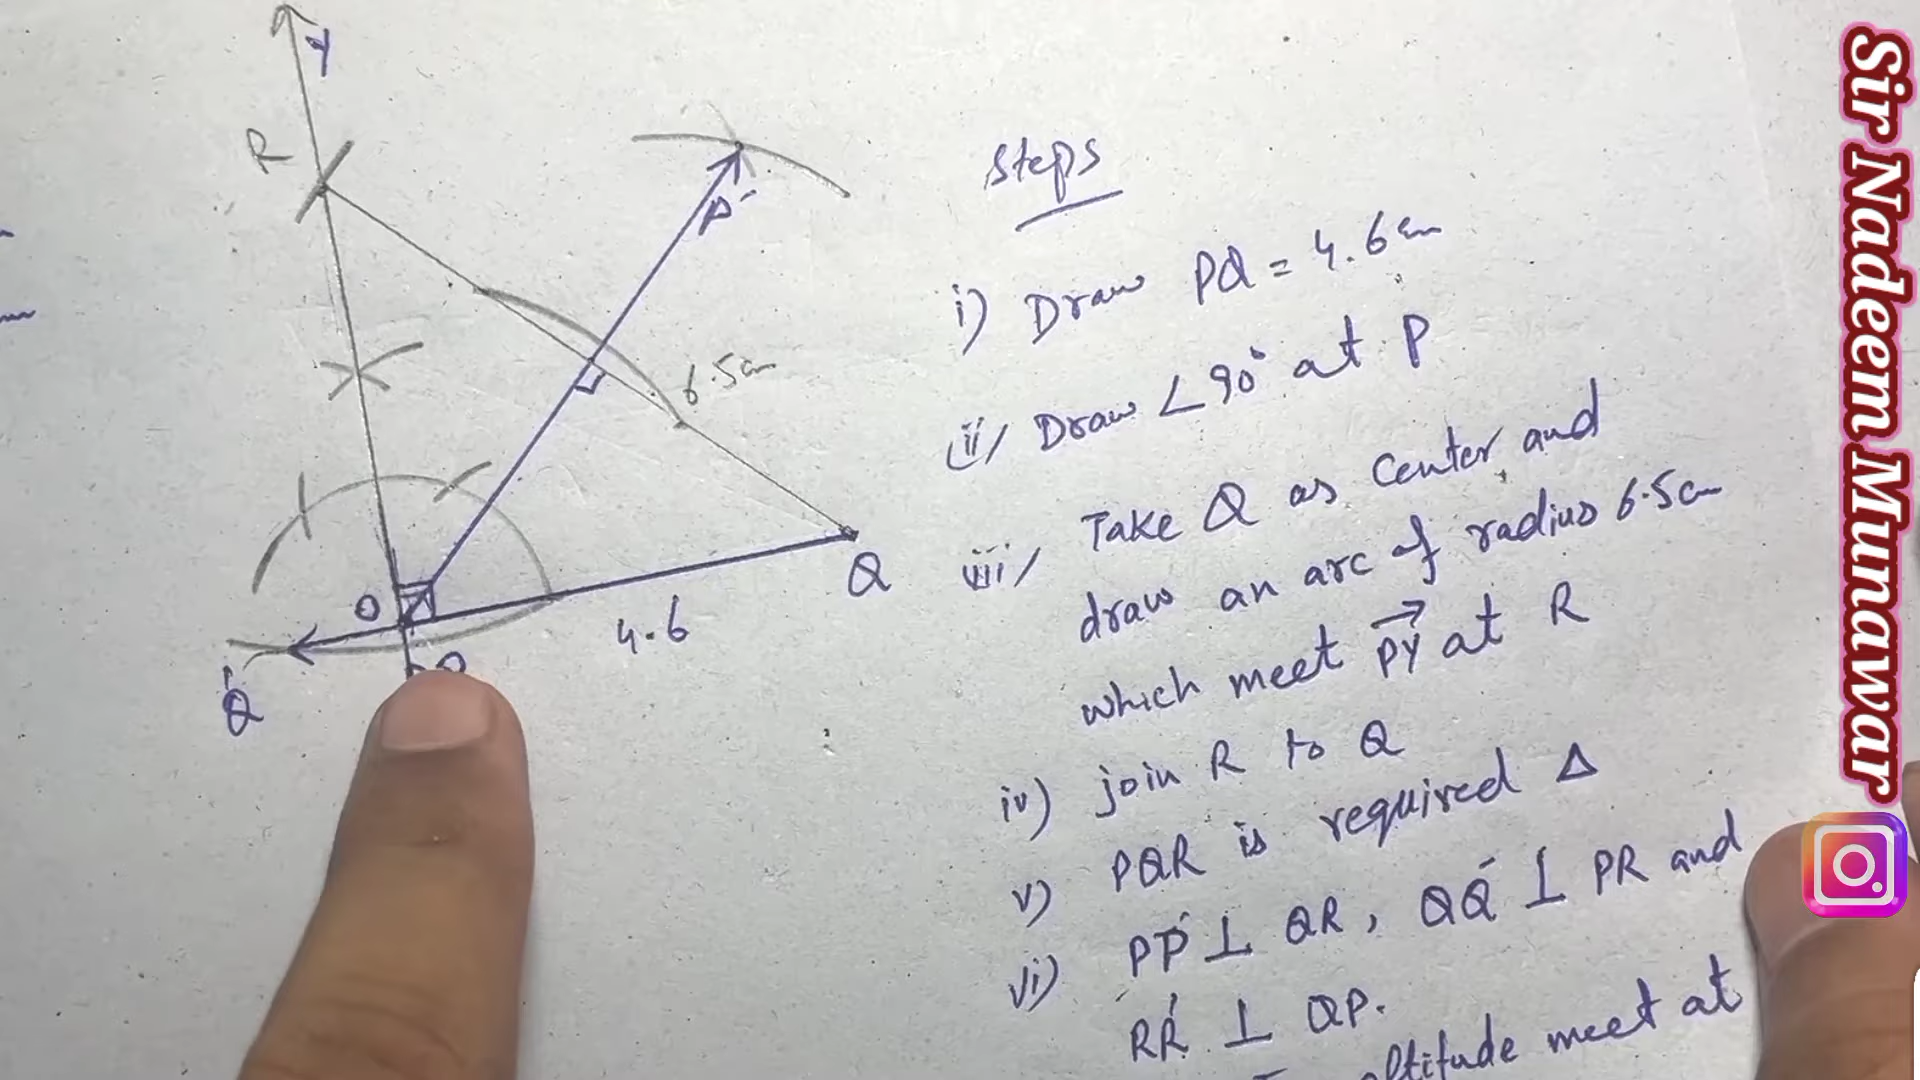 Y
R
P'
6.5cm
O
Q
4.6
Q'
Steps
i) Draw PQ = 4.6cm
ii) Draw ∠90° at P
iii) Take Q as Center and
draw an arc of radius 6.5cm
which meet PY at R
iv) join R to Q
v) PQR is required Δ
vi) PP' ⊥ QR, QQ' ⊥ PR and
RR' ⊥ QP.
altitude meet at
Sir Nadeem Munawar